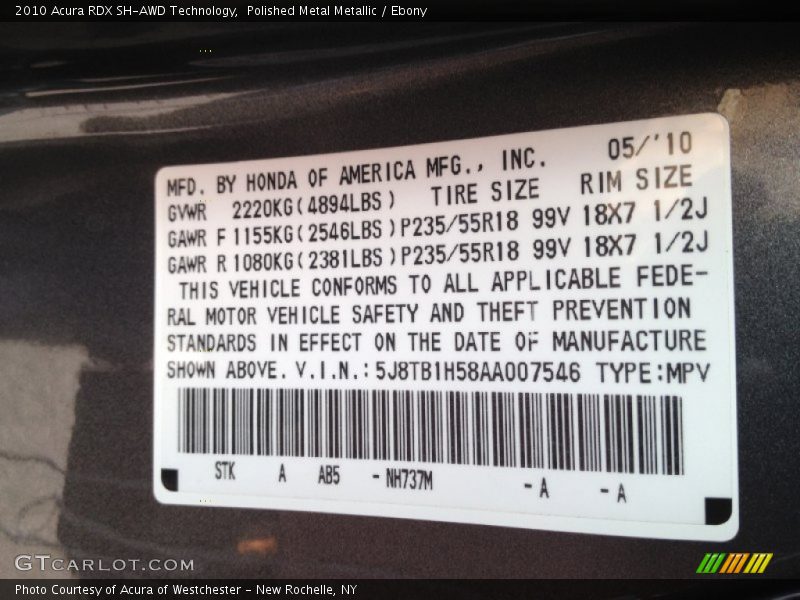 2010 Acura RDX SH-AWD Technology,  Polished Metal Metallic / Ebony
MFD. BY HONDA OF AMERICA MFG., INC. 05/'10
GVWR 2220KG(4894LBS) TIRE SIZE RIM SIZE
GAWR F 1155KG(2546LBS) P235/55R18 99V 18X7 1/2J
GAWR R 1080KG(2381LBS) P235/55R18 99V 18X7 1/2J
THIS VEHICLE CONFORMS TO ALL APPLICABLE FEDE-
RAL MOTOR VEHICLE SAFETY AND THEFT PREVENTION
STANDARDS IN EFFECT ON THE DATE OF MANUFACTURE
SHOWN ABOVE. V.I.N.: 5J8TB1H58AA007546 TYPE:MPV
STK A AB5 - NH737M - A - A
GTCARLOT.COM
Photo Courtesy of Acura of Westchester - New Rochelle, NY